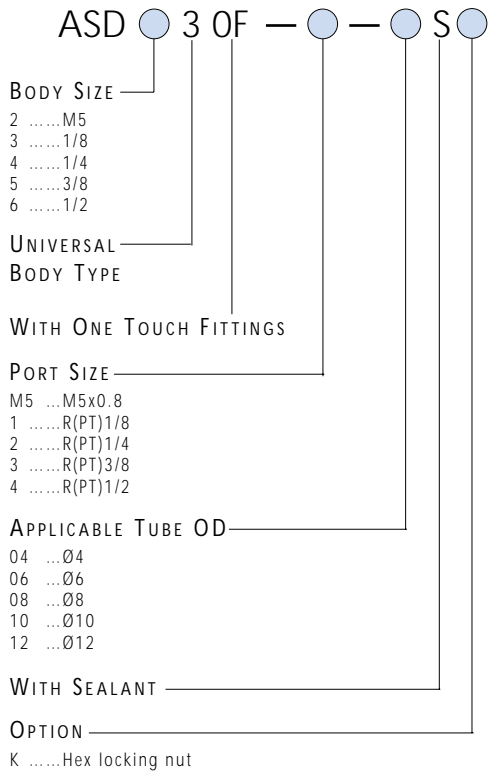 ASD 3 0F — — S
BODY SIZE
2 ......M5
3 ......1/8
4 ......1/4
5 ......3/8
6 ......1/2
UNIVERSAL
BODY TYPE
WITH ONE TOUCH FITTINGS
PORT SIZE
M5 ...M5x0.8
1 ......R(PT)1/8
2 ......R(PT)1/4
3 ......R(PT)3/8
4 ......R(PT)1/2
APPLICABLE TUBE OD
04 ...Ø4
06 ...Ø6
08 ...Ø8
10 ...Ø10
12 ...Ø12
WITH SEALANT
OPTION
K ......Hex locking nut